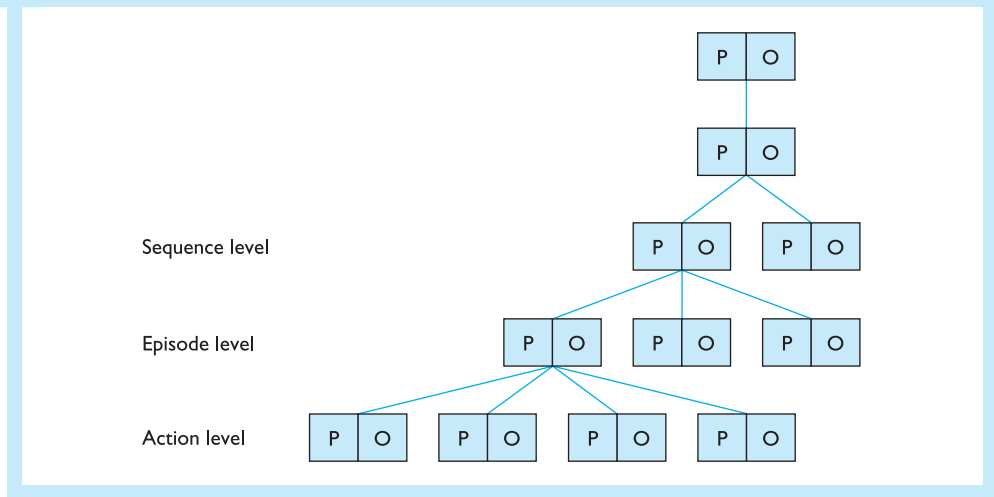 P O
P O
Sequence level P O P O
Episode level P O P O P O
Action level P O P O P O P O